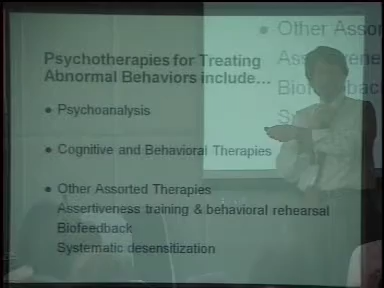 Psychotherapies for Treating
Abnormal Behaviors include…
• Psychoanalysis
• Cognitive and Behavioral Therapies
• Other Assorted Therapies
Assertiveness training & behavioral rehearsal
Biofeedback
Systematic desensitization
• Other